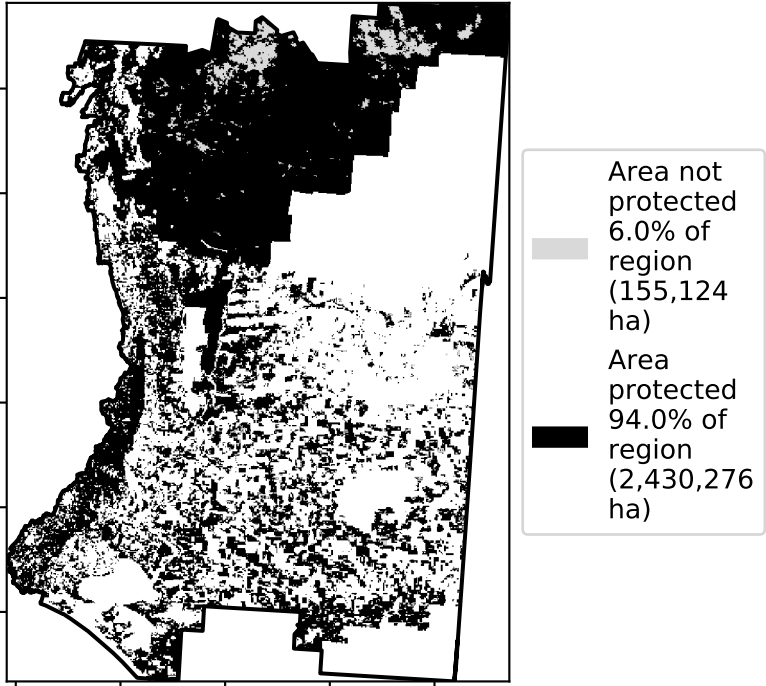 Area not
protected
6.0% of
region
(155,124
ha)
Area
protected
94.0% of
region
(2,430,276
ha)